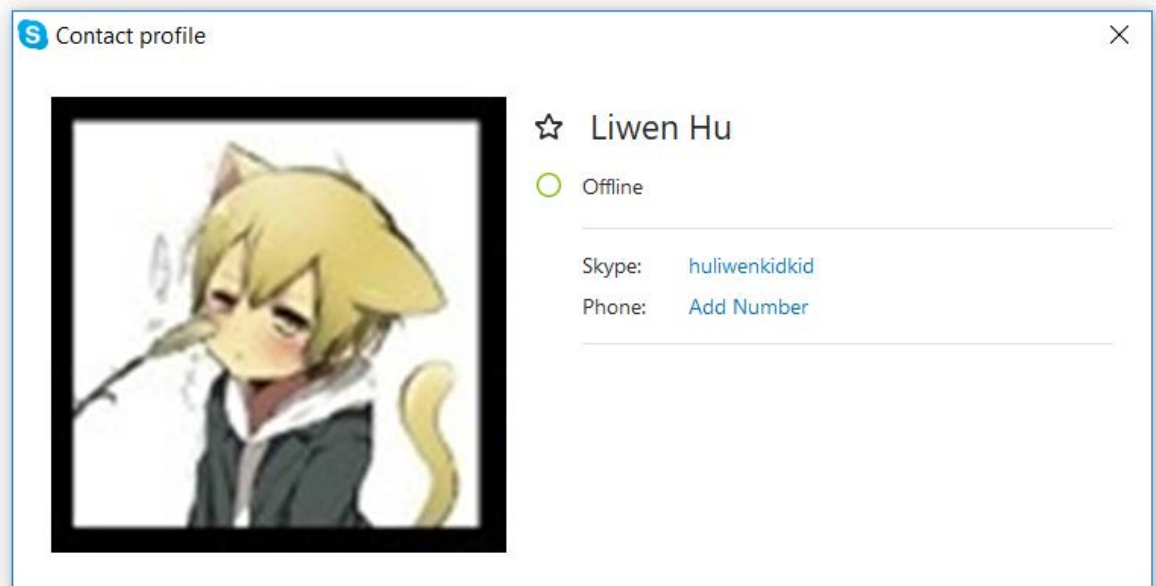 Contact profile
Liwen Hu
Offline
Skype: huliwenkidkid
Phone: Add Number